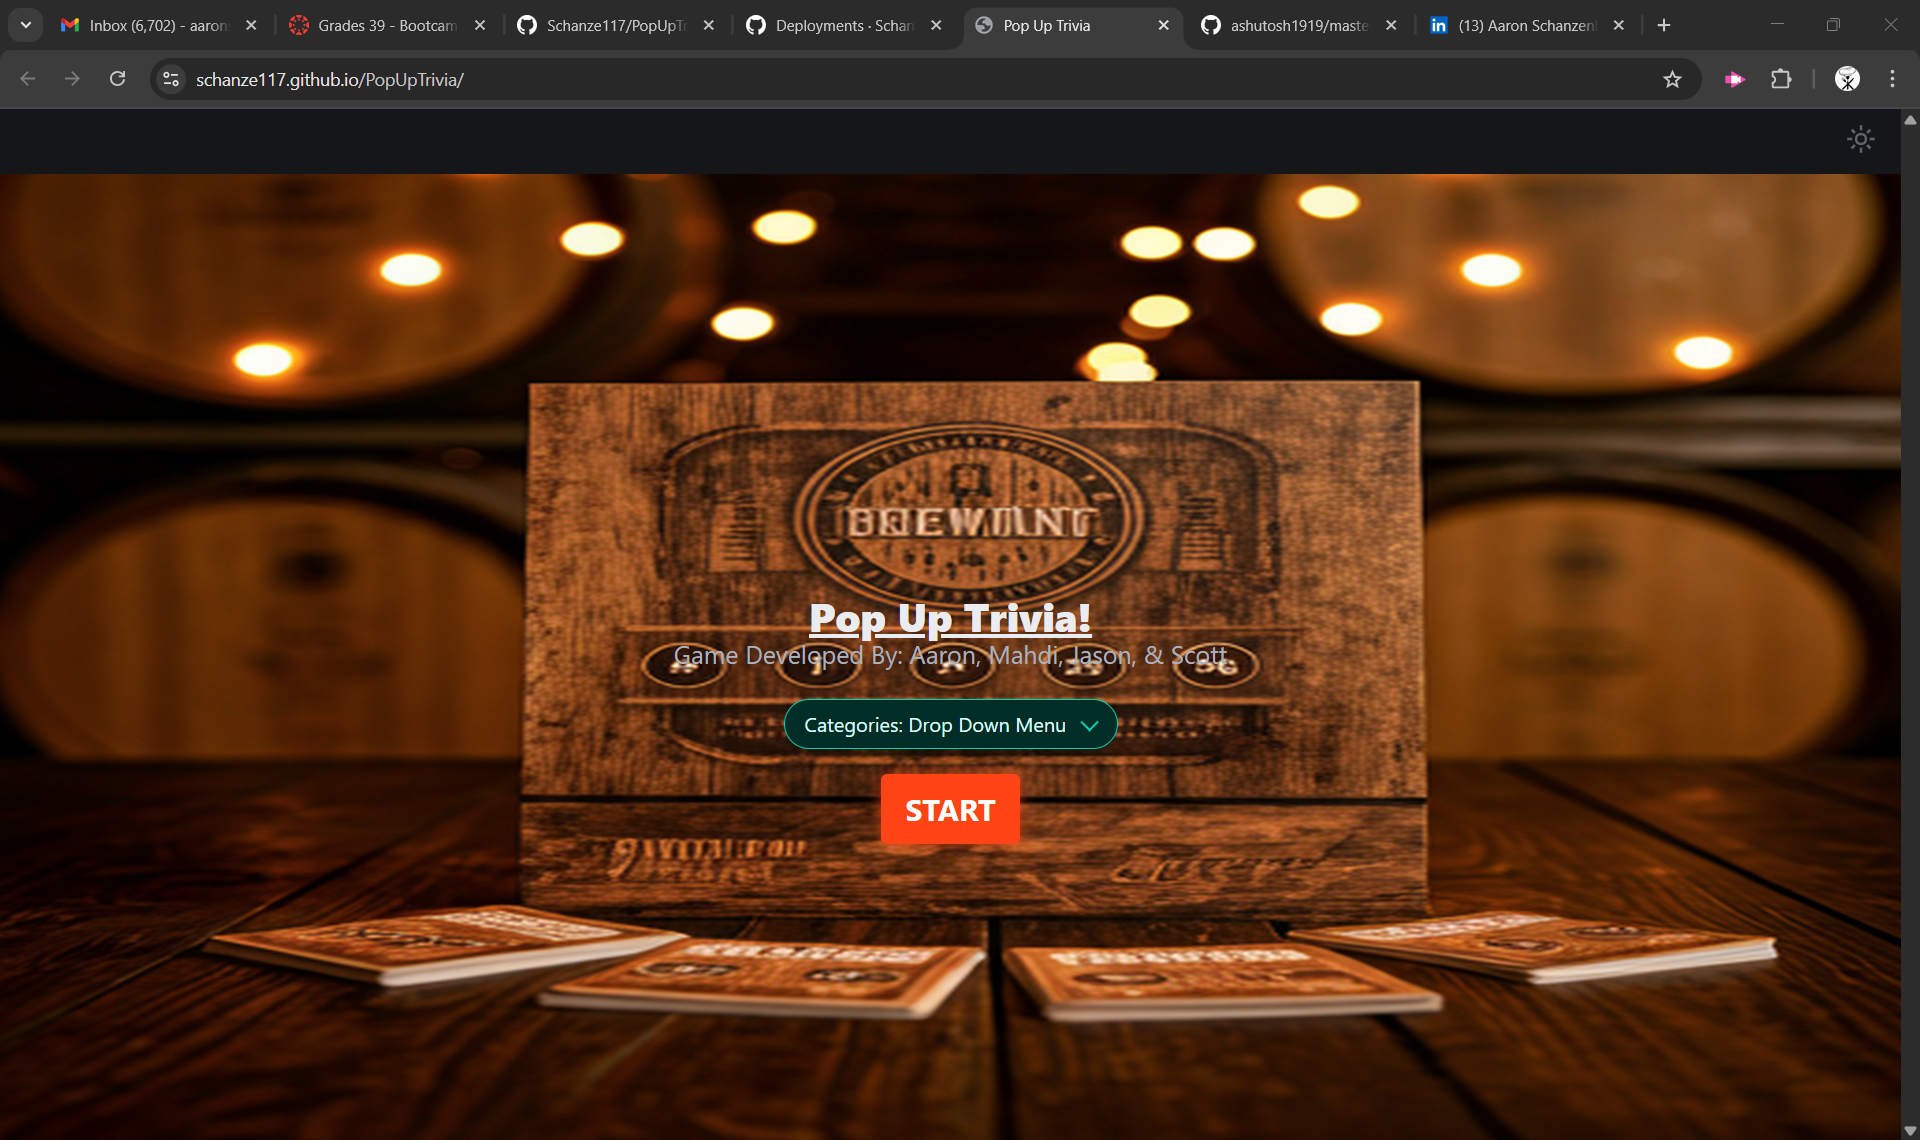 Inbox (6,702) - aaron
Grades 39 - Bootcam
Schanze117/PopUpTr
Deployments · Schan
Pop Up Trivia
ashutosh1919/maste
(13) Aaron Schanzen
schanze117.github.io/PopUpTrivia/
Pop Up Trivia!
Game Developed By: Aaron, Mahdi, Jason, & Scott
Categories: Drop Down Menu
START